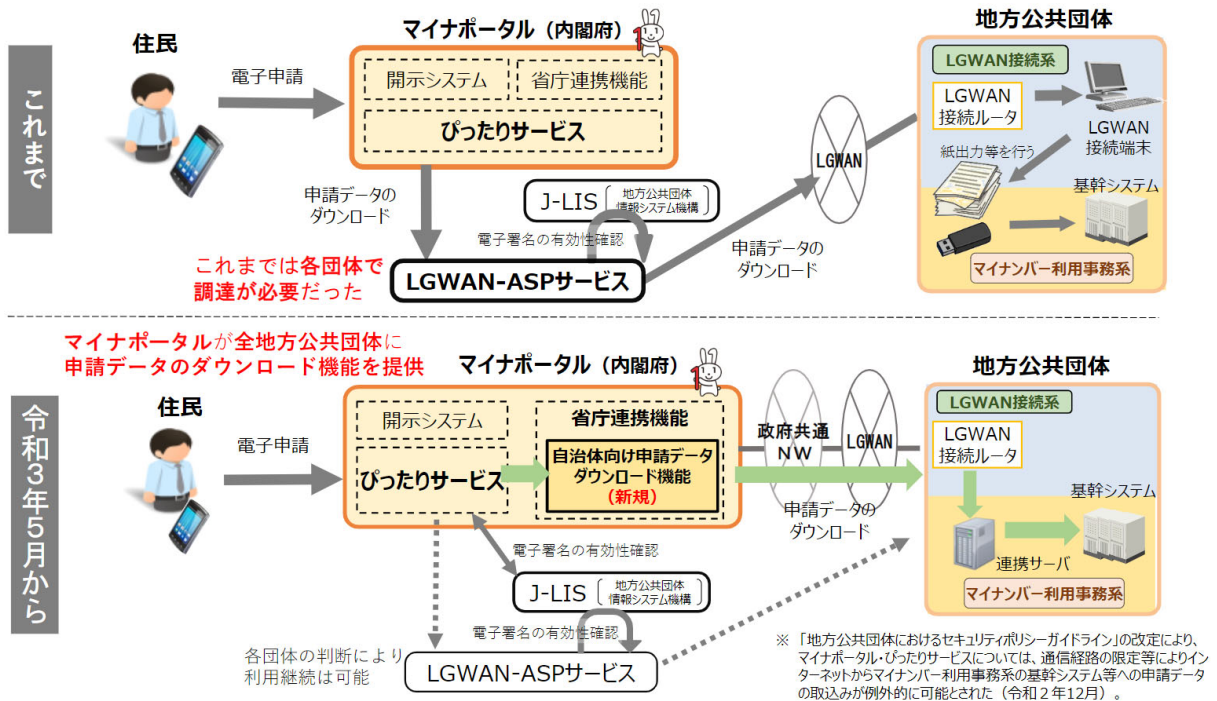 これまで
住民
電子申請
マイナポータル（内閣府）
開示システム
省庁連携機能
ぴったりサービス
申請データの
ダウンロード
J-LIS
地方公共団体
情報システム機構
電子署名の有効性確認
これまでは各団体で
調達が必要だった
LGWAN-ASPサービス
LGWAN
申請データの
ダウンロード
地方公共団体
LGWAN接続系
LGWAN
接続ルータ
LGWAN
接続端末
紙出力等を行う
基幹システム
マイナンバー利用事務系
令和3年5月から
マイナポータルが全地方公共団体に
申請データのダウンロード機能を提供
住民
電子申請
マイナポータル（内閣府）
開示システム
ぴったりサービス
省庁連携機能
自治体向け申請データ
ダウンロード機能
（新規）
政府共通
NW
LGWAN
申請データの
ダウンロード
電子署名の有効性確認
J-LIS
地方公共団体
情報システム機構
電子署名の有効性確認
各団体の判断により
利用継続は可能
LGWAN-ASPサービス
地方公共団体
LGWAN接続系
LGWAN
接続ルータ
基幹システム
連携サーバ
マイナンバー利用事務系
※ 「地方公共団体におけるセキュリティポリシーガイドライン」の改定により、
マイナポータル・ぴったりサービスについては、通信経路の限定等によりイン
ターネットからマイナンバー利用事務系の基幹システム等への申請データ
の取込みが例外的に可能とされた（令和２年12月）。